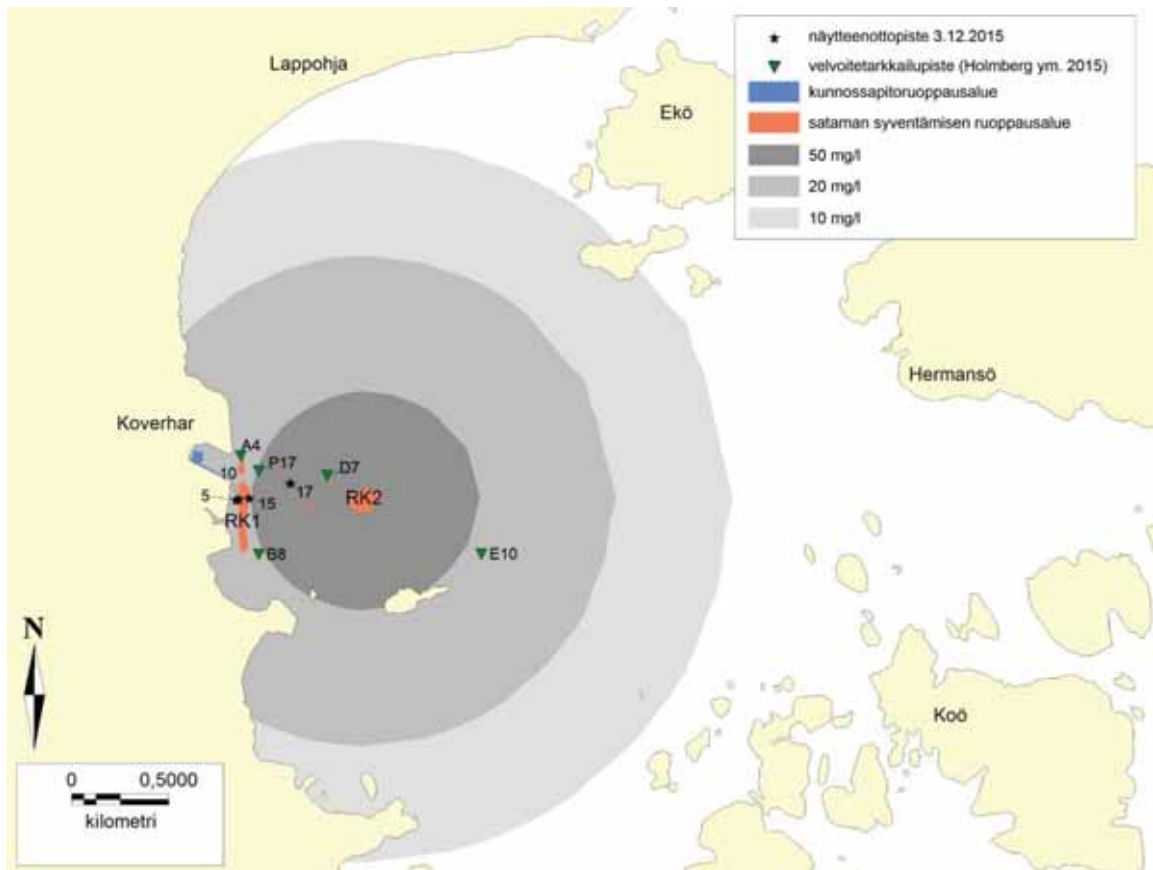 näytteenottopiste 3.12.2015
velvoitetarkkailupiste (Holmberg ym. 2015)
kunnossapitoruoppausalue
sataman syventämisen ruoppausalue
50 mg/l
20 mg/l
10 mg/l
Lappohja
Ekö
Hermansö
Koverhar
A4
P17
D7
10
17
RK2
5
15
RK1
B8
E10
N
Koö
0 0,5000
kilometri